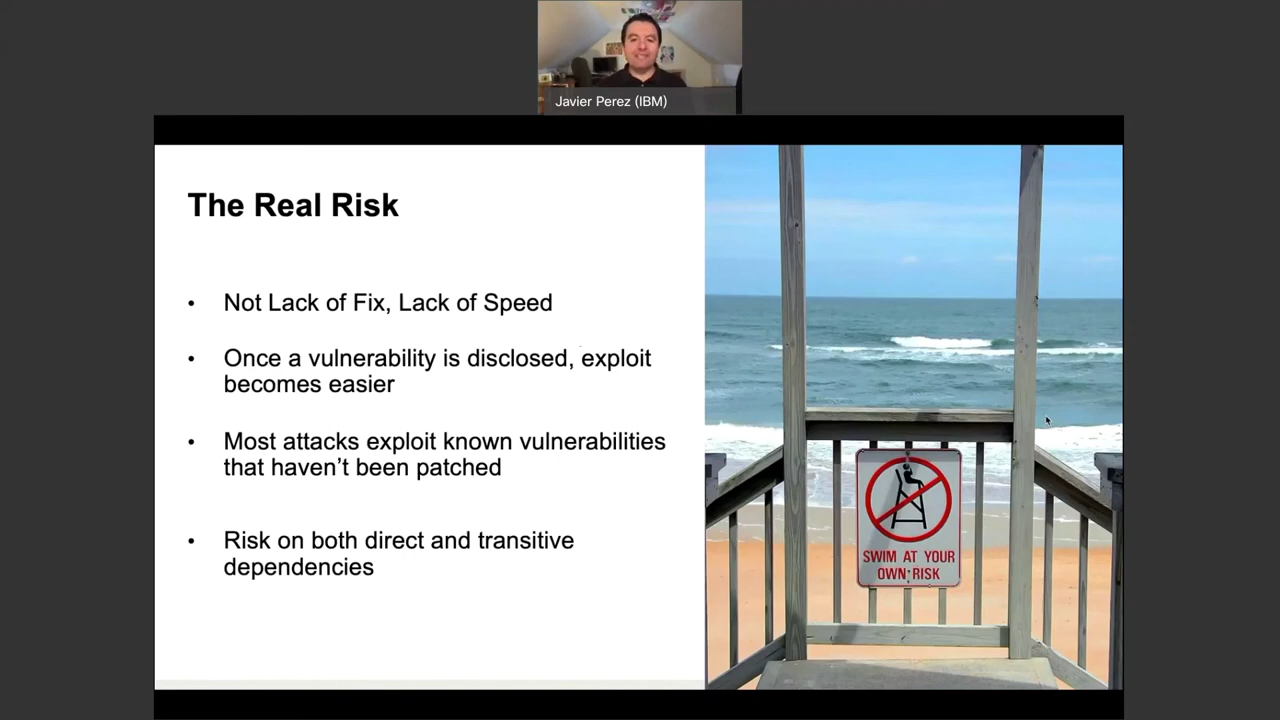 Javier Perez (IBM)
The Real Risk
• Not Lack of Fix, Lack of Speed
• Once a vulnerability is disclosed, exploit
becomes easier
• Most attacks exploit known vulnerabilities
that haven’t been patched
• Risk on both direct and transitive
dependencies
SWIM AT YOUR
OWN RISK